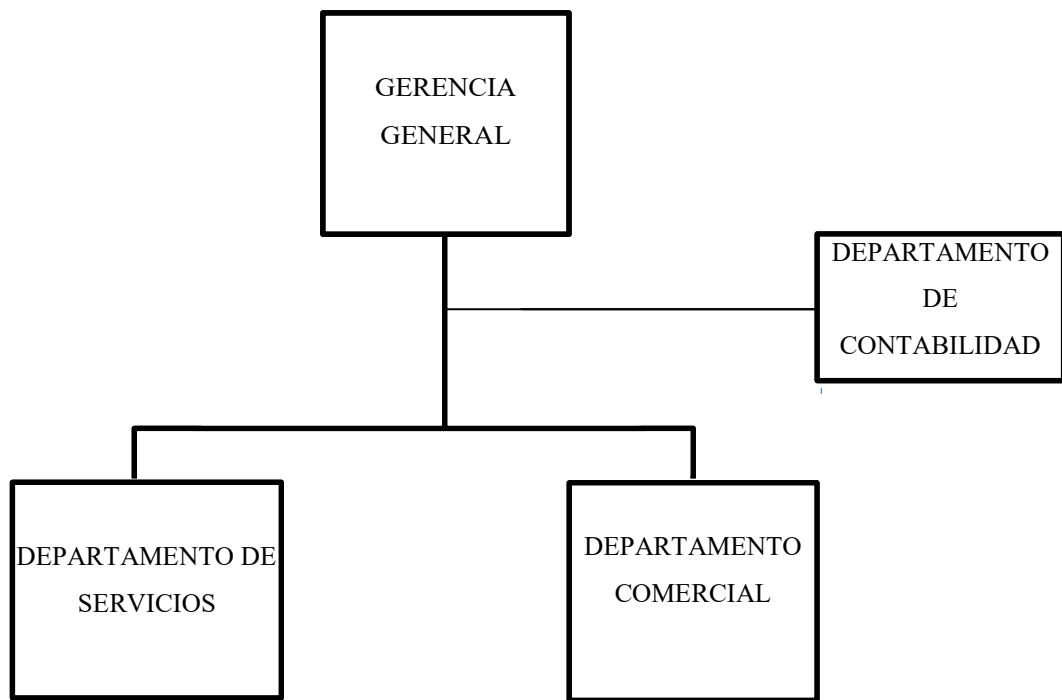 GERENCIA
GENERAL
DEPARTAMENTO
DE
CONTABILIDAD
DEPARTAMENTO DE
SERVICIOS
DEPARTAMENTO
COMERCIAL